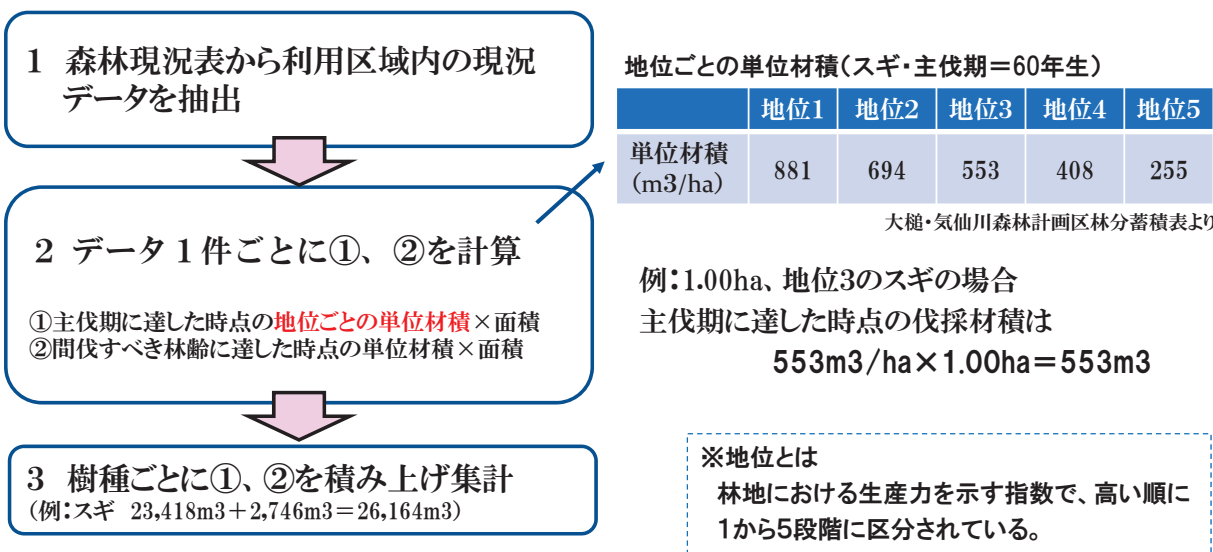 1 森林現況表から利用区域内の現況
データを抽出
2 データ1件ごとに①、②を計算
①主伐期に達した時点の地位ごとの単位材積×面積
②間伐すべき林齢に達した時点の単位材積×面積
3 樹種ごとに①、②を積み上げ集計
(例:スギ 23,418m3+2,746m3=26,164m3)
地位ごとの単位材積(スギ・主伐期=60年生)
地位1 地位2 地位3 地位4 地位5
単位材積
(m3/ha) 881 694 553 408 255
大槌・気仙川森林計画区林分蓄積表より
例:1.00ha、地位3のスギの場合
主伐期に達した時点の伐採材積は
553m3/ha×1.00ha=553m3
※地位とは
林地における生産力を示す指数で、高い順に
1から5段階に区分されている。